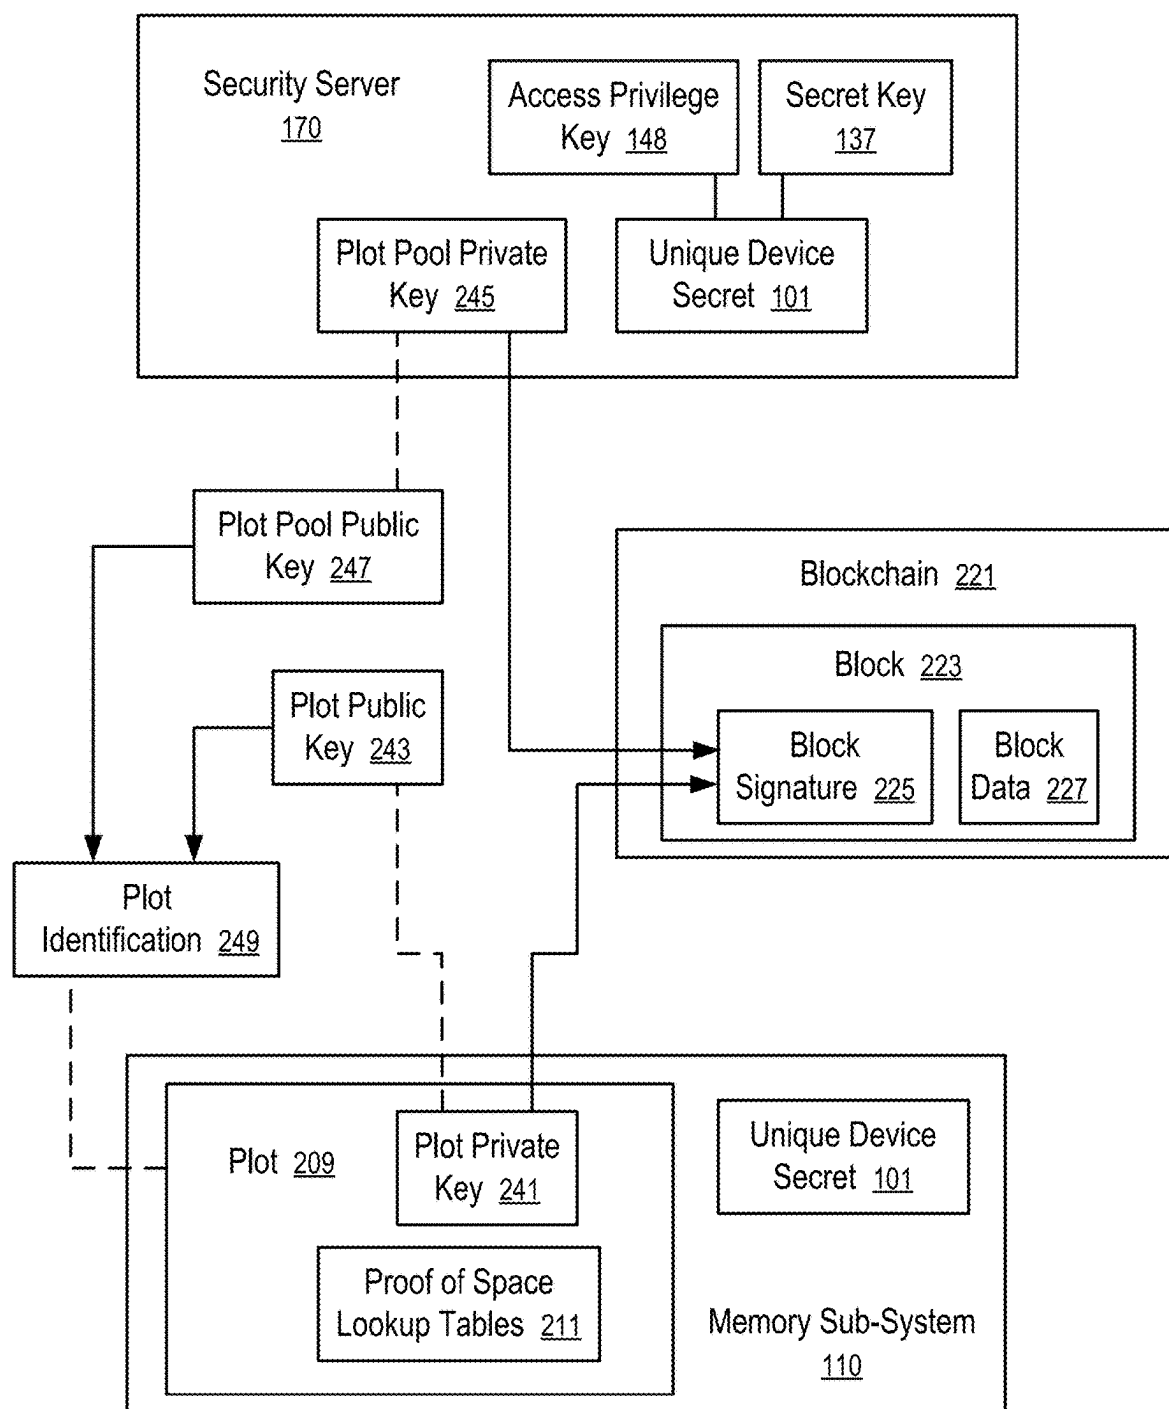 Security Server
170
Access Privilege
Key 148
Secret Key
137
Plot Pool Private
Key 245
Unique Device
Secret 101
Plot Pool Public
Key 247
Blockchain 221
Block 223
Plot Public
Key 243
Block
Signature 225
Block
Data 227
Plot
Identification 249
Plot 209
Plot Private
Key 241
Unique Device
Secret 101
Proof of Space
Lookup Tables 211
Memory Sub-System
110